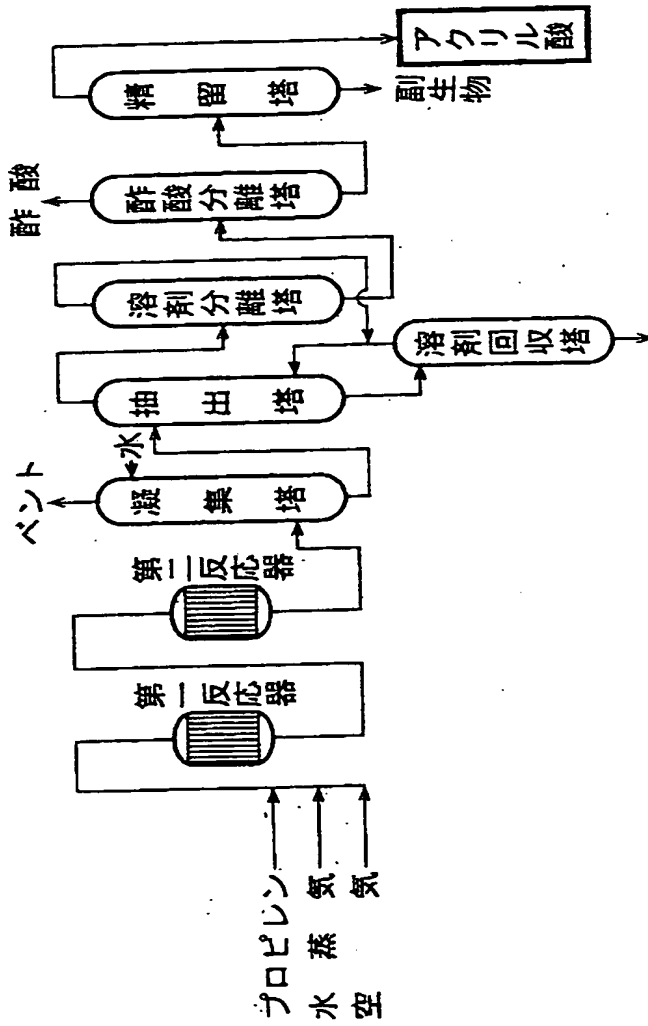 プロピレン
水蒸気
空気
第一反応器
第二反応器
ベント
水
凝集塔
抽出塔
溶剤分離塔
溶剤回収塔
酢酸
酢酸分離塔
精留塔
副生物
アクリル酸